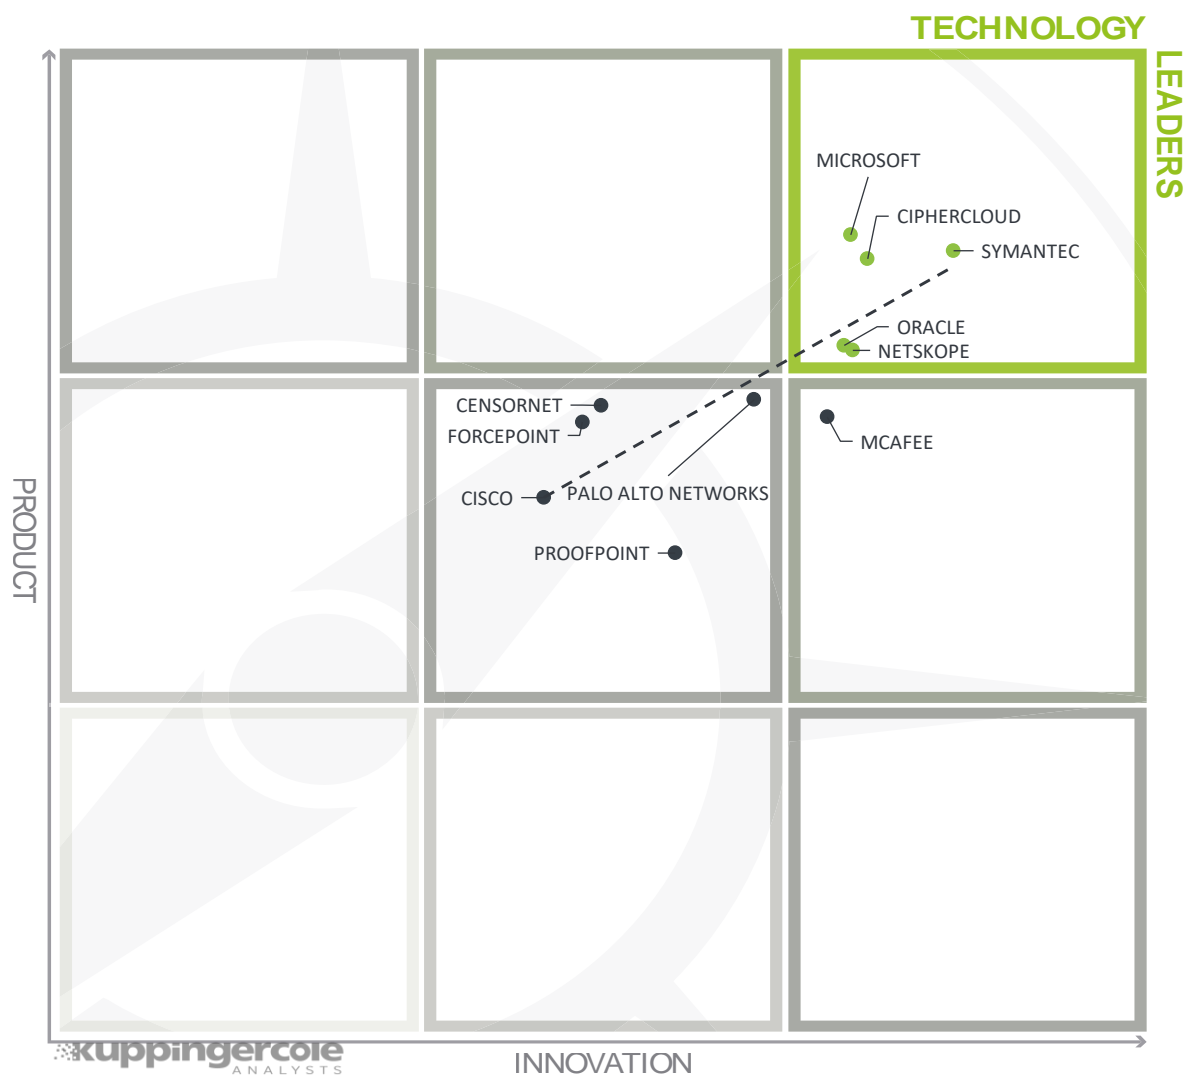 TECHNOLOGY
LEADERS
MICROSOFT
CIPHERCLOUD
SYMANTEC
ORACLE
NETSKOPE
CENSORNET
FORCEPOINT
MCAFEE
CISCO
PALO ALTO NETWORKS
PROOFPOINT
PRODUCT
INNOVATION
kuppingercole
ANALYSTS